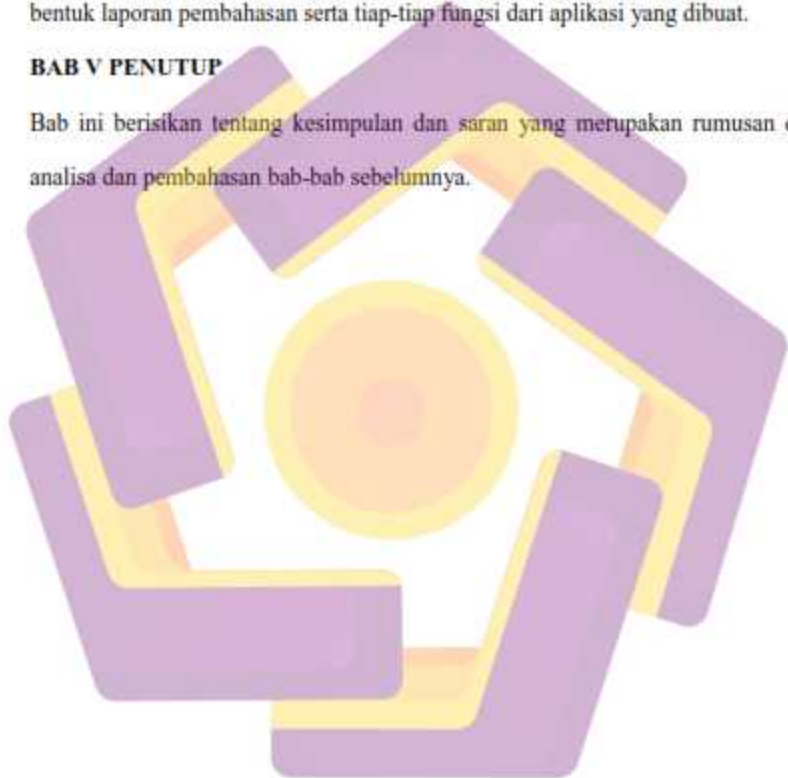 bentuk laporan pembahasan serta tiap-tiap fungsi dari aplikasi yang dibuat.
BAB V PENUTUP
Bab ini berisikan tentang kesimpulan dan saran yang merupakan rumusan
analisa dan pembahasan bab-bab sebelumnya.